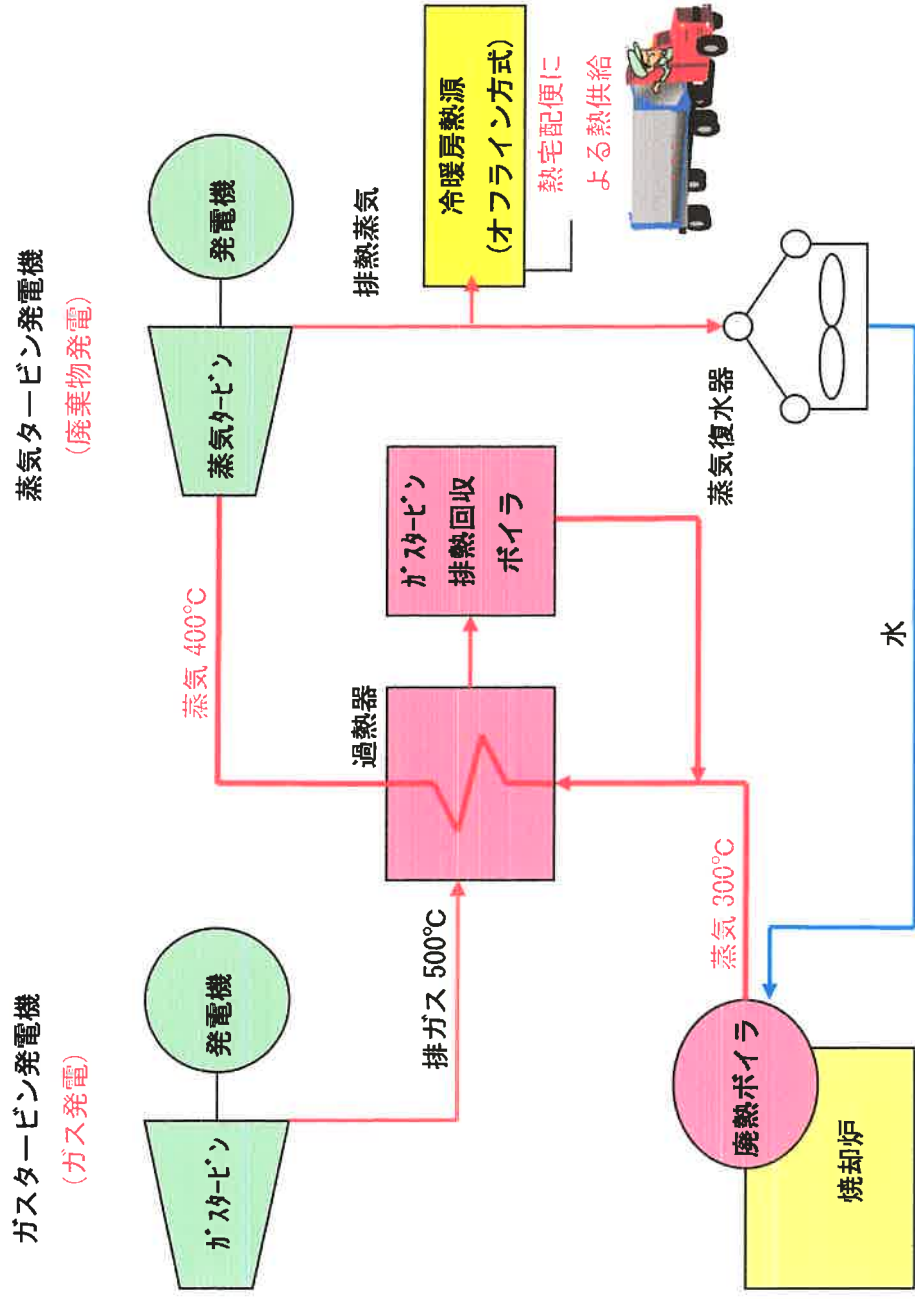 ガスタービン発電機
(ガス発電)
蒸気タービン発電機
(廃棄物発電)
ガスタービン
発電機
蒸気タービン
発電機
蒸気 400°C
排熱蒸気
過熱器
排ガス 500°C
ガスタービン
排熱回収
ボイラ
冷暖房熱源
(オフライン方式)
熱宅配便に
よる熱供給
蒸気 300°C
蒸気復水器
廃熱ボイラ
焼却炉
水